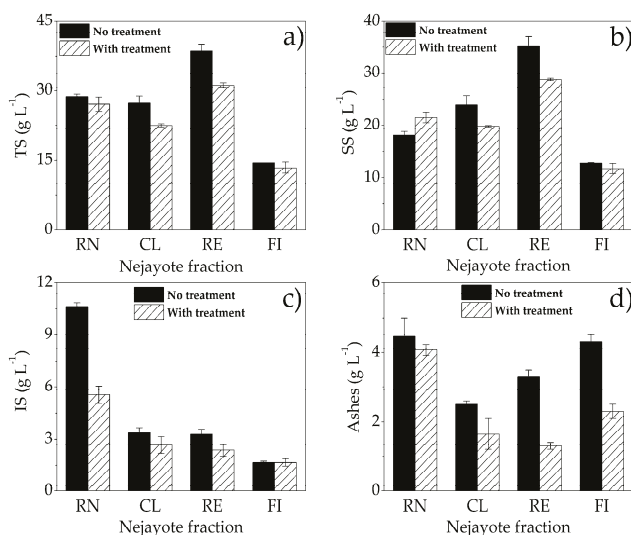 45
30
15
0
TS (g L⁻¹)
No treatment
With treatment
a)
RN CL RE FI
Nejayote fraction
40
30
20
10
0
SS (g L⁻¹)
No treatment
With treatment
b)
RN CL RE FI
Nejayote fraction
12
9
6
3
0
IS (g L⁻¹)
No treatment
With treatment
c)
RN CL RE FI
Nejayote fraction
6
4
2
0
Ashes (g L⁻¹)
No treatment
With treatment
d)
RN CL RE FI
Nejayote fraction